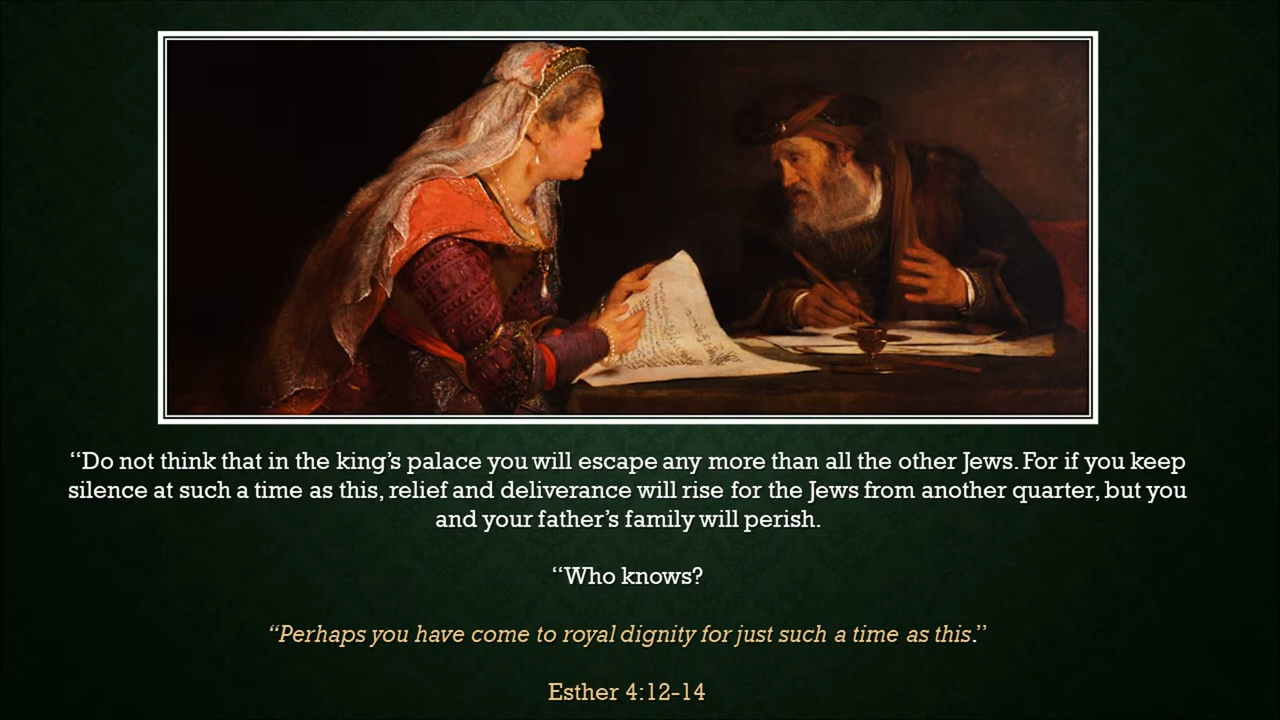 “Do not think that in the king’s palace you will escape any more than all the other Jews. For if you keep
silence at such a time as this, relief and deliverance will rise for the Jews from another quarter, but you
and your father’s family will perish.
“Who knows?
“Perhaps you have come to royal dignity for just such a time as this.”
Esther 4:12-14